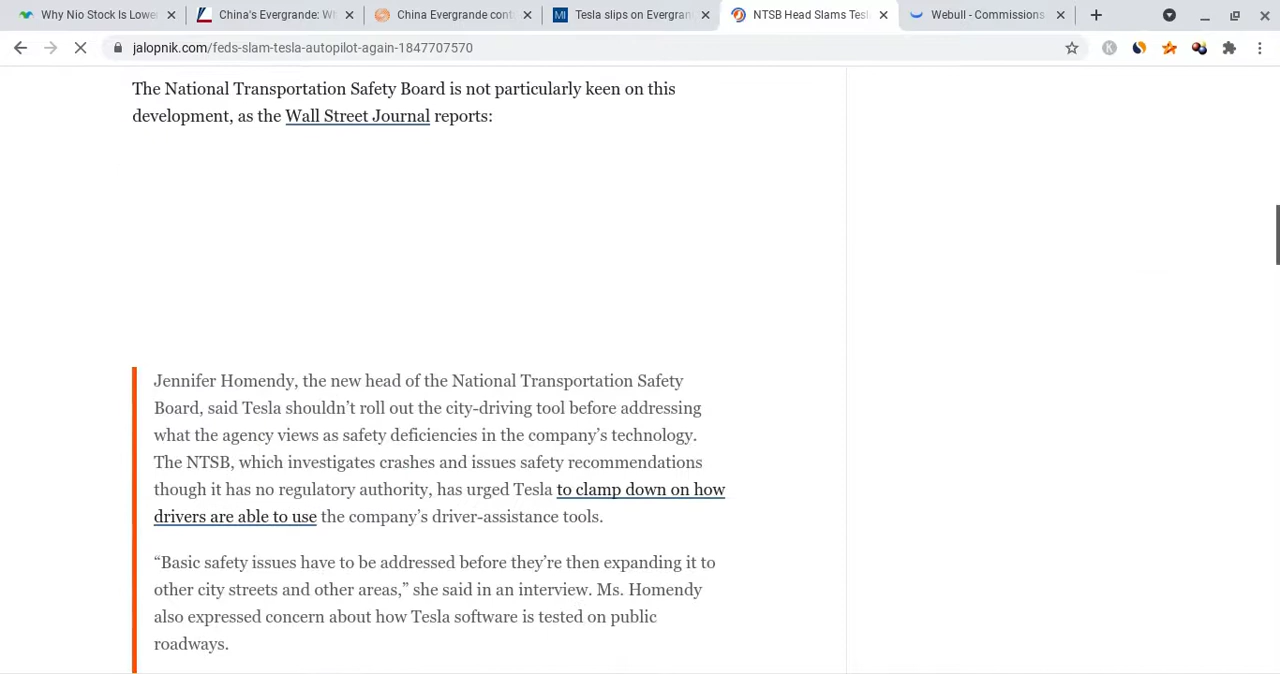 Why Nio Stock Is Lowe
China's Evergrande: Wh
China Evergrande cont
Tesla slips on Evergran
NTSB Head Slams Tesl
Webull - Commissions
jalopnik.com/feds-slam-tesla-autopilot-again-1847707570
The National Transportation Safety Board is not particularly keen on this
development, as the Wall Street Journal reports:
Jennifer Homendy, the new head of the National Transportation Safety
Board, said Tesla shouldn’t roll out the city-driving tool before addressing
what the agency views as safety deficiencies in the company’s technology.
The NTSB, which investigates crashes and issues safety recommendations
though it has no regulatory authority, has urged Tesla to clamp down on how
drivers are able to use the company’s driver-assistance tools.
“Basic safety issues have to be addressed before they’re then expanding it to
other city streets and other areas,” she said in an interview. Ms. Homendy
also expressed concern about how Tesla software is tested on public
roadways.